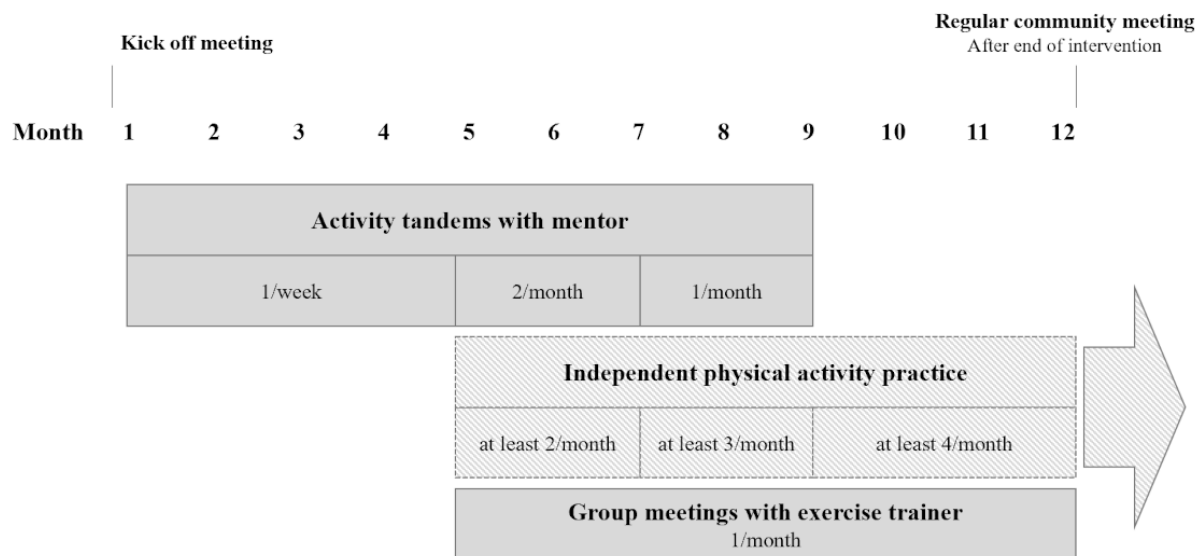 Regular community meeting
Kick off meeting
After end of intervention
Month 1 2 3 4 5 6 7 8 9 10 11 12
Activity tandems with mentor
1/week 2/month 1/month
Independent physical activity practice
at least 2/month at least 3/month at least 4/month
Group meetings with exercise trainer
1/month